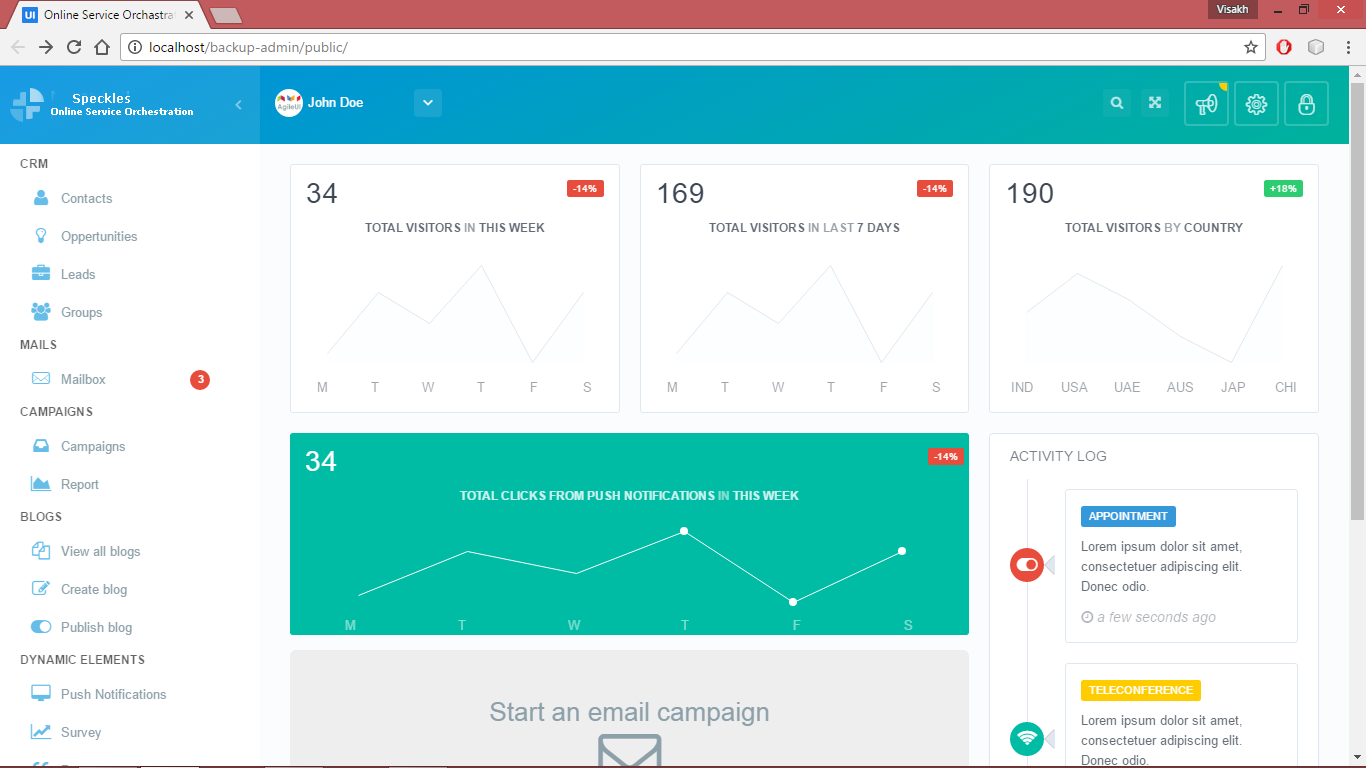 UI Online Service Orchestrat
Visakh
localhost/backup-admin/public/
Speckles
Online Service Orchestration
AgileUI
John Doe
CRM
Contacts
Oppertunities
Leads
Groups
MAILS
Mailbox 3
CAMPAIGNS
Campaigns
Report
BLOGS
View all blogs
Create blog
Publish blog
DYNAMIC ELEMENTS
Push Notifications
Survey
34 -14%
TOTAL VISITORS IN THIS WEEK
M T W T F S
169 -14%
TOTAL VISITORS IN LAST 7 DAYS
M T W T F S
190 +18%
TOTAL VISITORS BY COUNTRY
IND USA UAE AUS JAP CHI
34 -14%
TOTAL CLICKS FROM PUSH NOTIFICATIONS IN THIS WEEK
M T W T F S
Start an email campaign
ACTIVITY LOG
APPOINTMENT
Lorem ipsum dolor sit amet,
consectetuer adipiscing elit.
Donec odio.
a few seconds ago
TELECONFERENCE
Lorem ipsum dolor sit amet,
consectetuer adipiscing elit.
Donec odio.